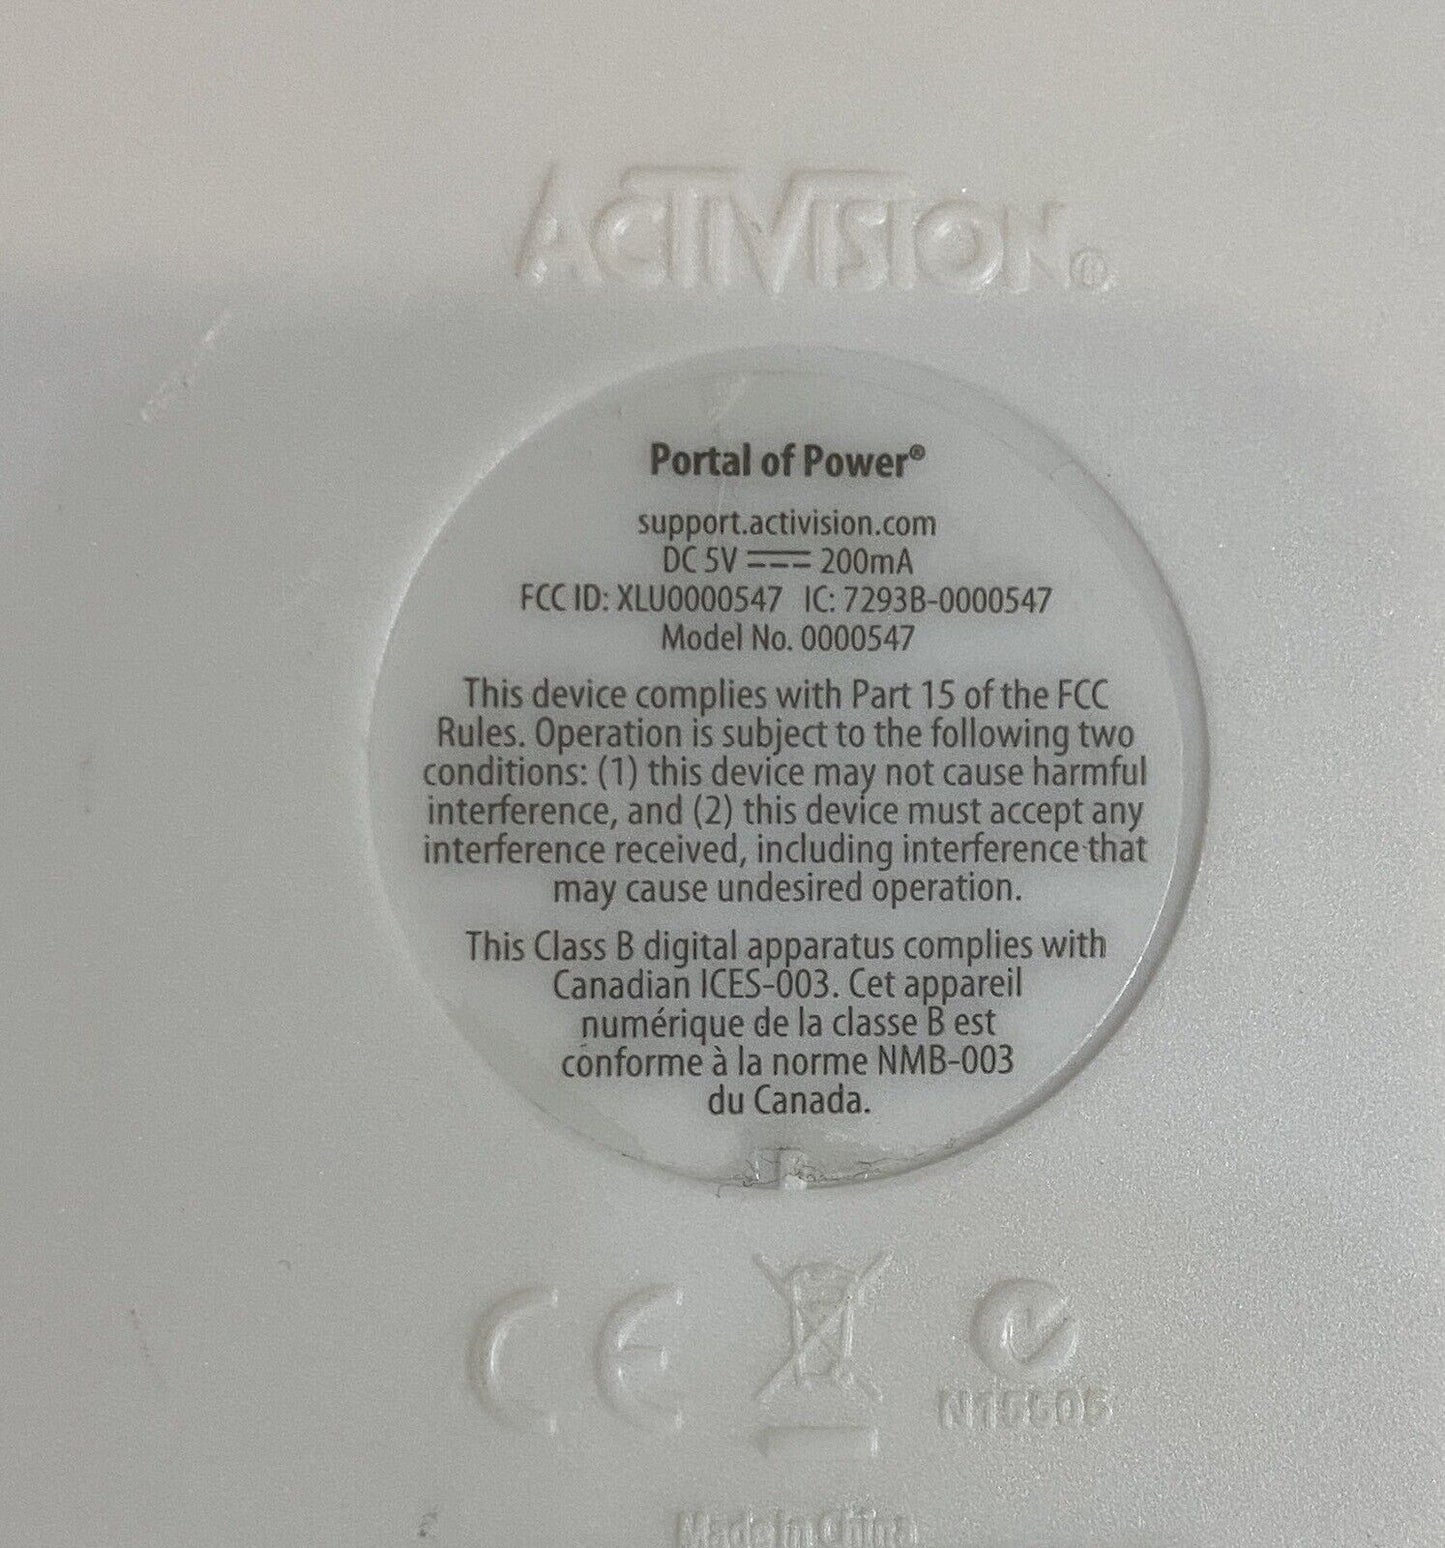 ACTIVISION®
Portal of Power®
support.activision.com
DC 5V ⎓ 200mA
FCC ID: XLU0000547 IC: 7293B-0000547
Model No. 0000547
This device complies with Part 15 of the FCC
Rules. Operation is subject to the following two
conditions: (1) this device may not cause harmful
interference, and (2) this device must accept any
interference received, including interference that
may cause undesired operation.
This Class B digital apparatus complies with
Canadian ICES-003. Cet appareil
numérique de la classe B est
conforme à la norme NMB-003
du Canada.
CE
Made in China